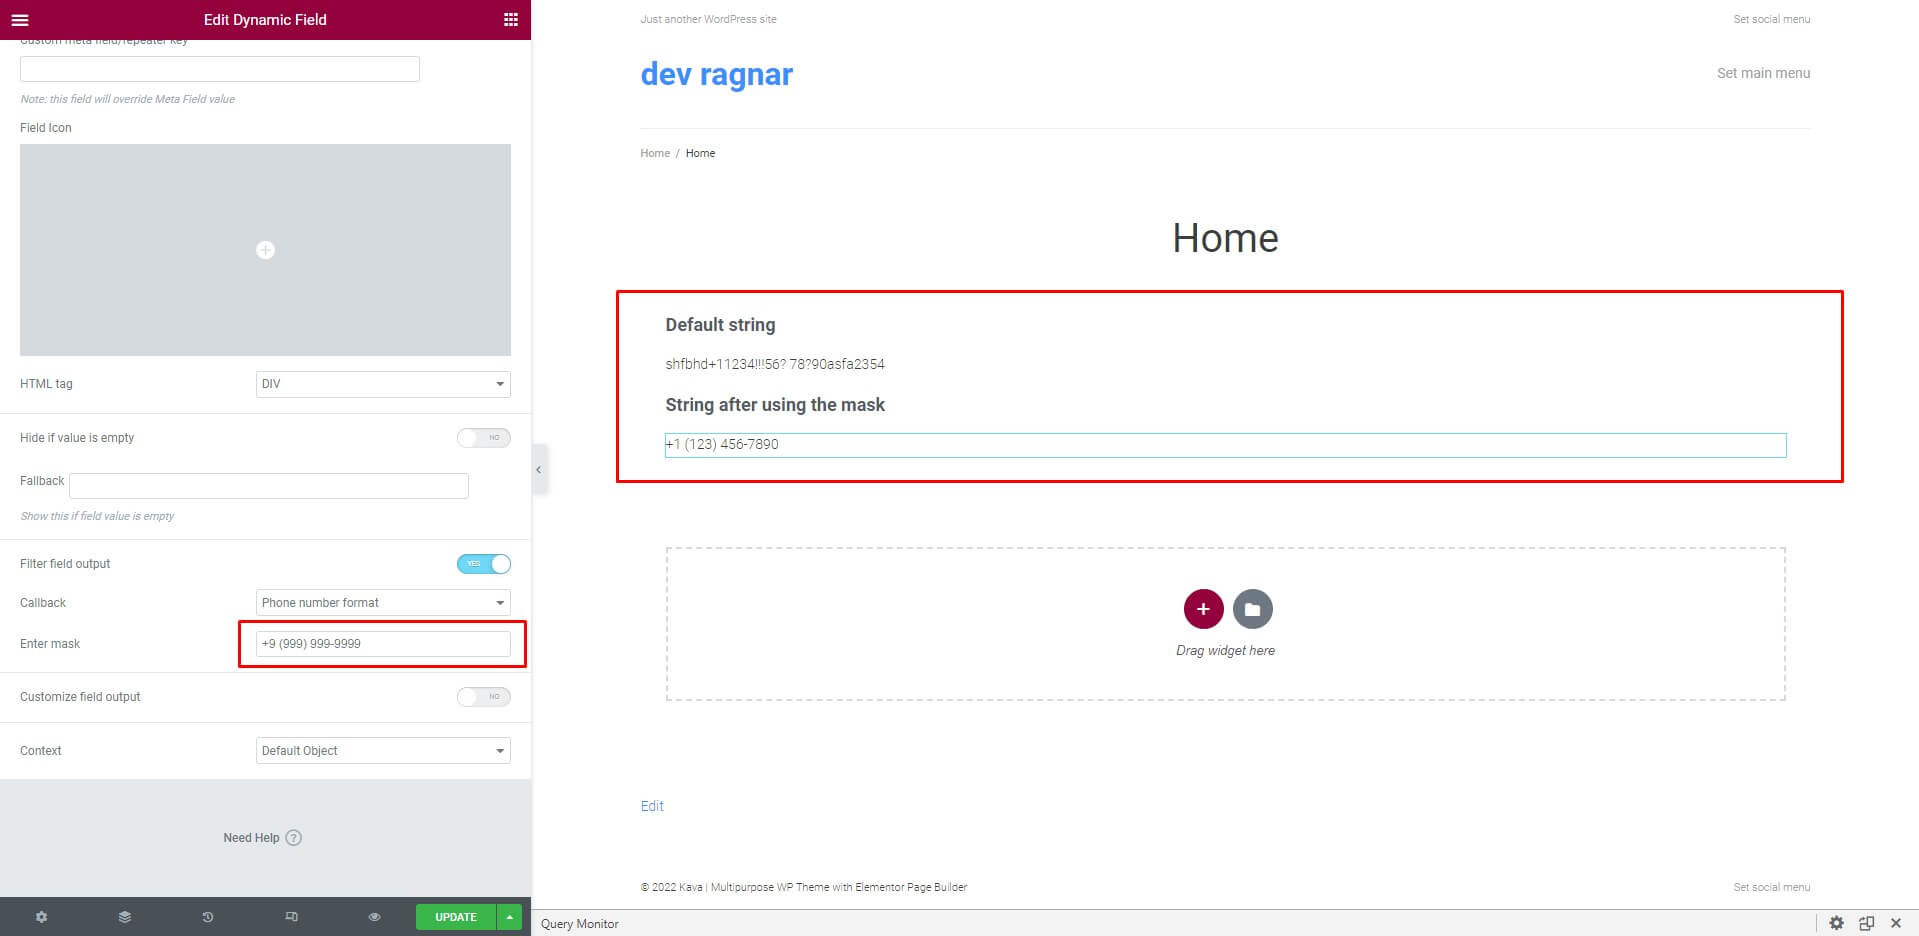 Edit Dynamic Field
Custom meta field/repeater key
Note: this field will override Meta Field value
Field Icon
HTML tag
DIV
Hide if value is empty
NO
Fallback
Show this if field value is empty
Filter field output
YES
Callback
Phone number format
Enter mask
+9 (999) 999-9999
Customize field output
NO
Context
Default Object
Need Help ?
UPDATE
Just another WordPress site
Set social menu
dev ragnar
Set main menu
Home / Home
Home
Default string
shfbhd+11234!!!56? 78?90asfa2354
String after using the mask
+1 (123) 456-7890
Drag widget here
Edit
© 2022 Kava | Multipurpose WP Theme with Elementor Page Builder
Set social menu
Query Monitor